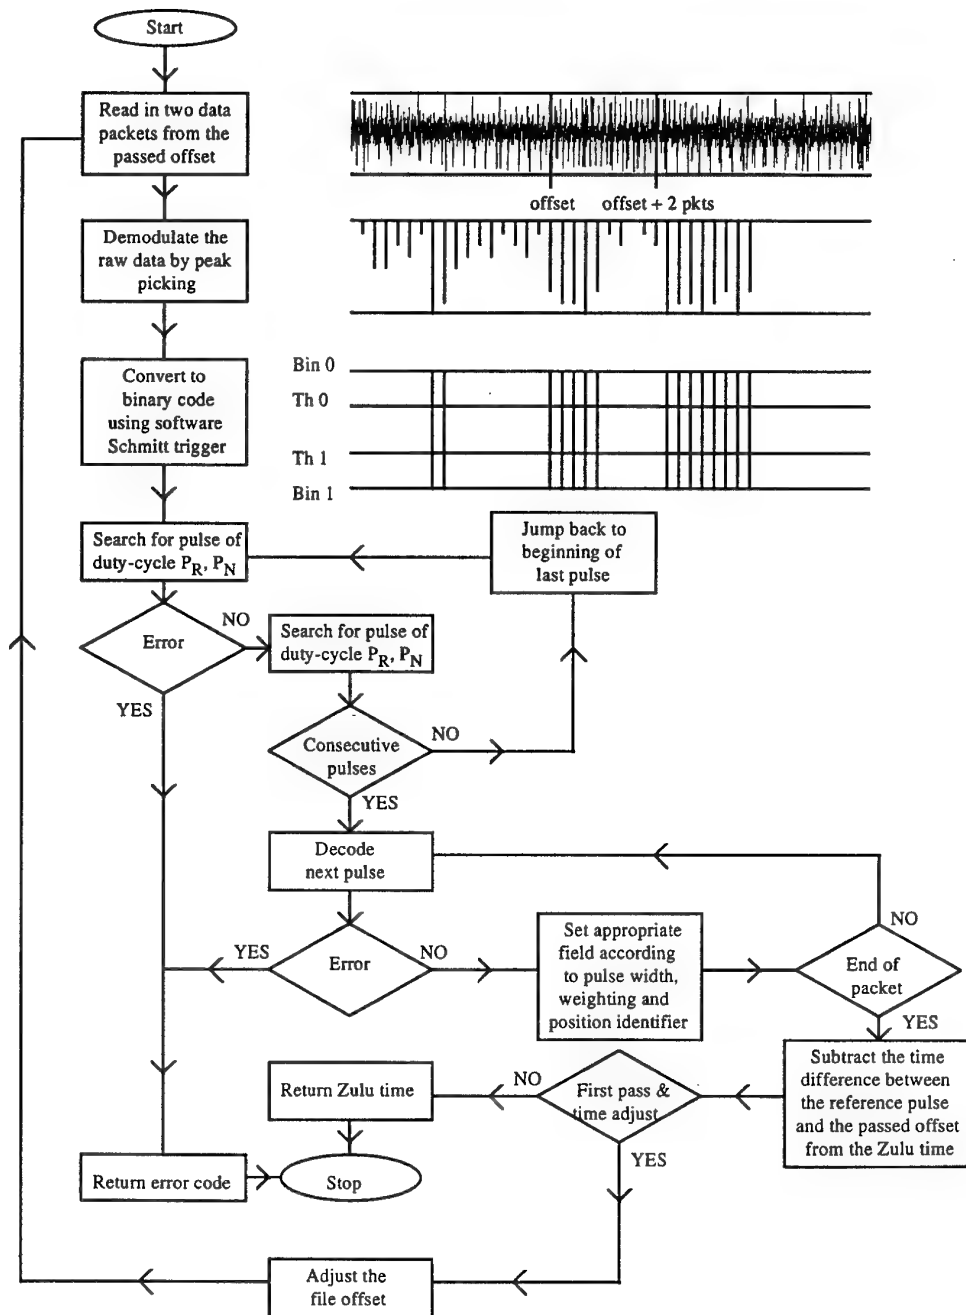 Start
Read in two data
packets from the
passed offset
offset
offset + 2 pkts
Demodulate the
raw data by peak
picking
Convert to
binary code
using software
Schmitt trigger
Bin 0
Th 0
Th 1
Bin 1
Search for pulse of
duty-cycle PR, PN
Jump back to
beginning of
last pulse
Error
NO
YES
Search for pulse of
duty-cycle PR, PN
Consecutive
pulses
NO
YES
Decode
next pulse
Error
YES
NO
Set appropriate
field according
to pulse width,
weighting and
position identifier
End of
packet
NO
YES
Subtract the time
difference between
the reference pulse
and the passed offset
from the Zulu time
First pass &
time adjust
NO
YES
Return Zulu time
Return error code
Stop
Adjust the
file offset